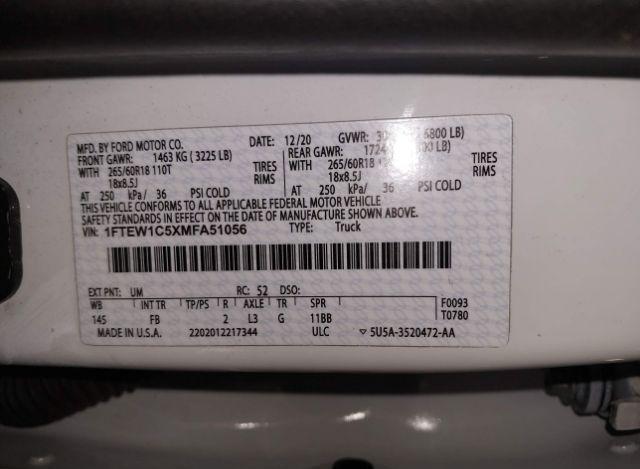 MFD. BY FORD MOTOR CO. DATE: 12/20 GVWR: 6800 LB)
FRONT GAWR: 1463 KG ( 3225 LB) REAR GAWR: LB)
WITH 265/60R18 110T TIRES WITH 265/60R18 TIRES
18x8.5J RIMS 18x8.5J RIMS
AT 250 kPa/ 36 PSI COLD AT 250 kPa/ 36 PSI COLD
THIS VEHICLE CONFORMS TO ALL APPLICABLE FEDERAL MOTOR VEHICLE
SAFETY STANDARDS IN EFFECT ON THE DATE OF MANUFACTURE SHOWN ABOVE.
VIN: 1FTEW1C5XMFA51056 TYPE: Truck
EXT PNT: UM RC: 52 DSO: F0093
WB INT TR TP/PS R AXLE TR SPR T0780
145 FB 2 L3 G 11BB
MADE IN U.S.A. 2202012217344 ULC ▽ 5U5A-3520472-AA